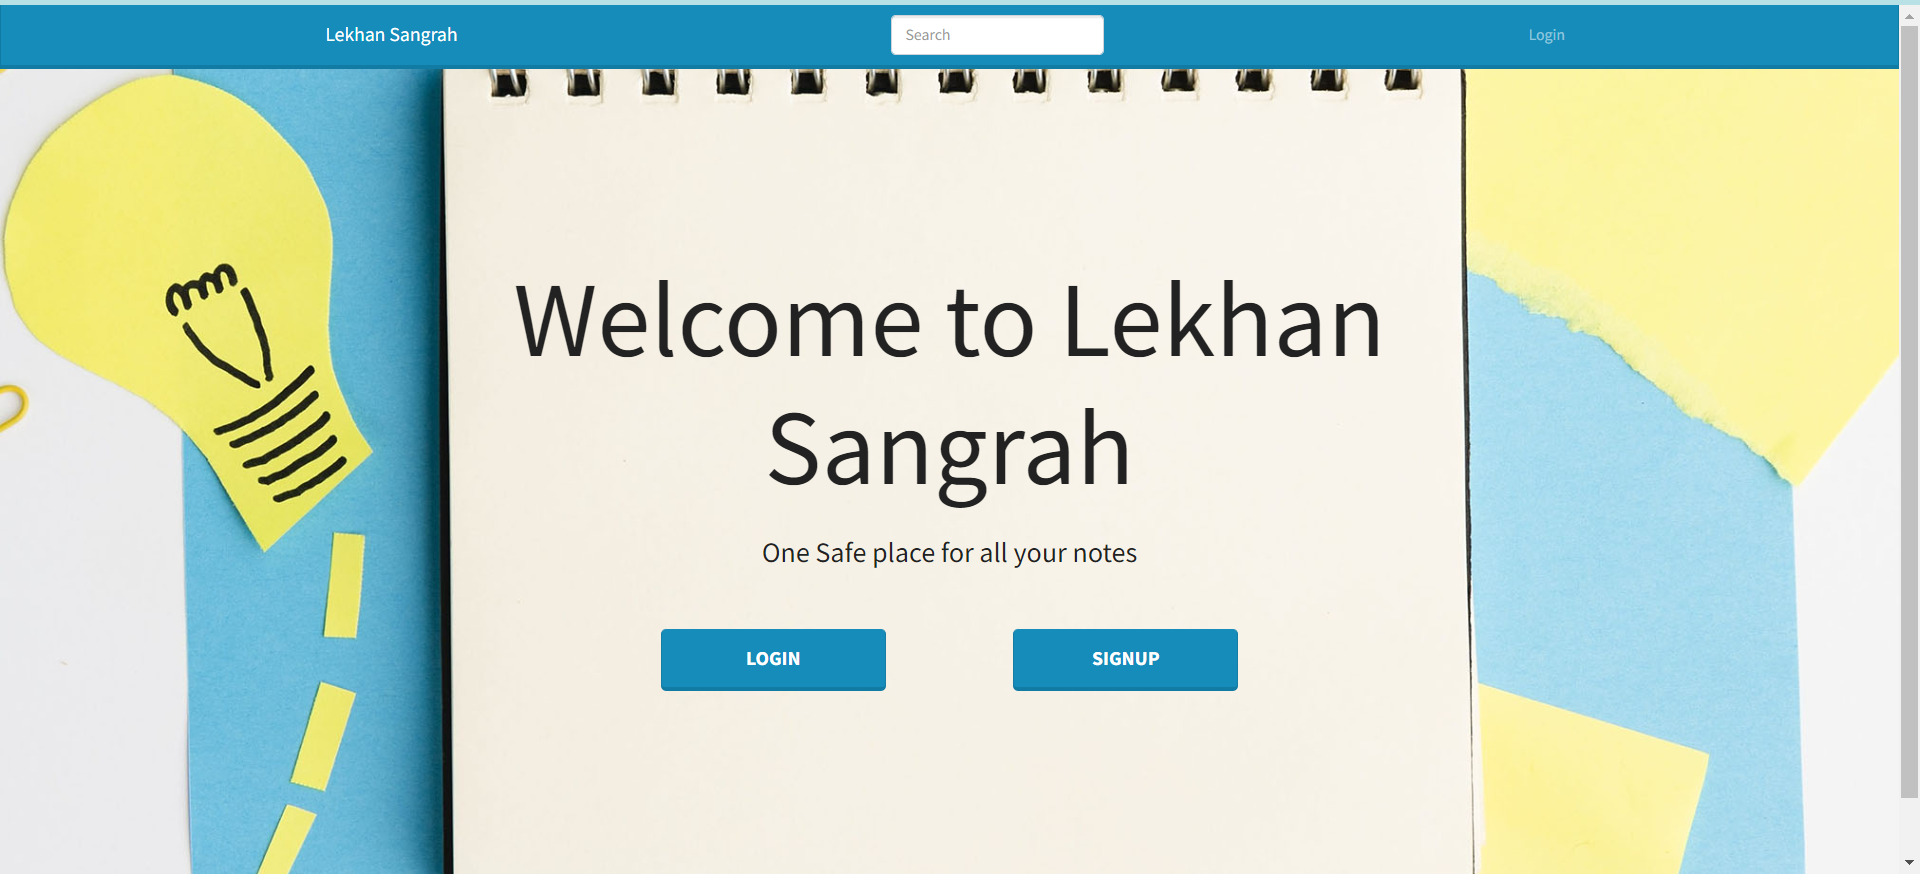 Lekhan Sangrah
Search
Login
Welcome to Lekhan
Sangrah
One Safe place for all your notes
LOGIN
SIGNUP